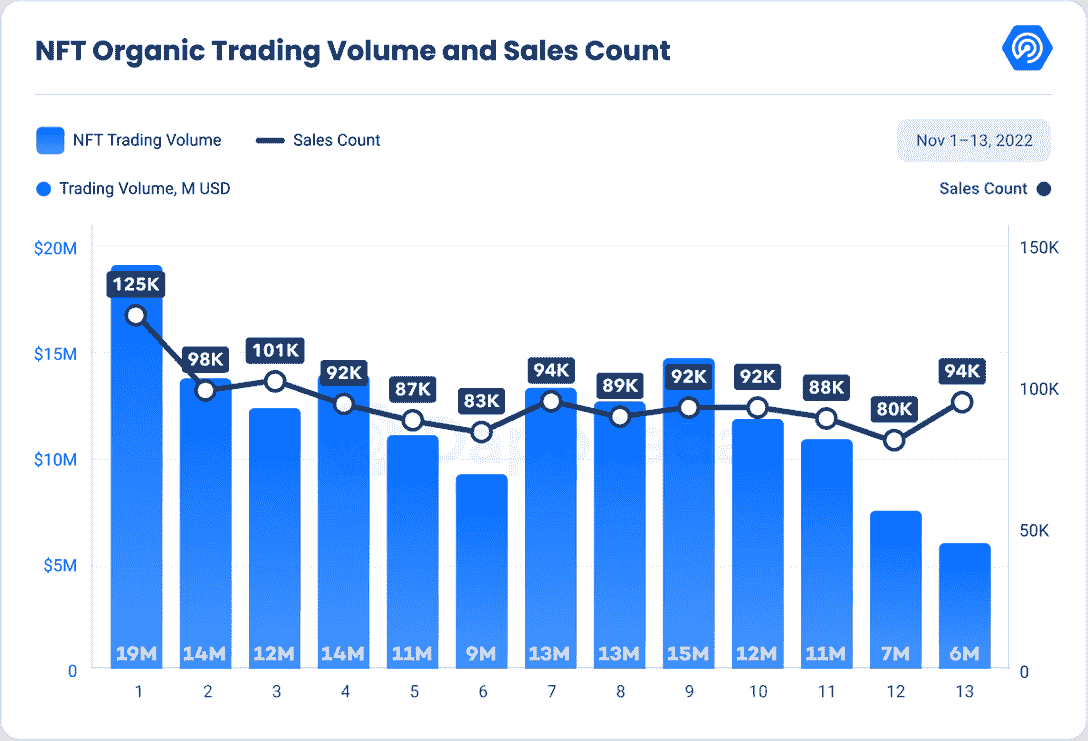 NFT Organic Trading Volume and Sales Count
NFT Trading Volume Sales Count
Nov 1–13, 2022
Trading Volume, M USD
Sales Count
$20M
$15M
$10M
$5M
0
150K
100K
50K
0
125K 98K 101K 92K 87K 83K 94K 89K 92K 92K 88K 80K 94K
19M 14M 12M 14M 11M 9M 13M 13M 15M 12M 11M 7M 6M
1 2 3 4 5 6 7 8 9 10 11 12 13